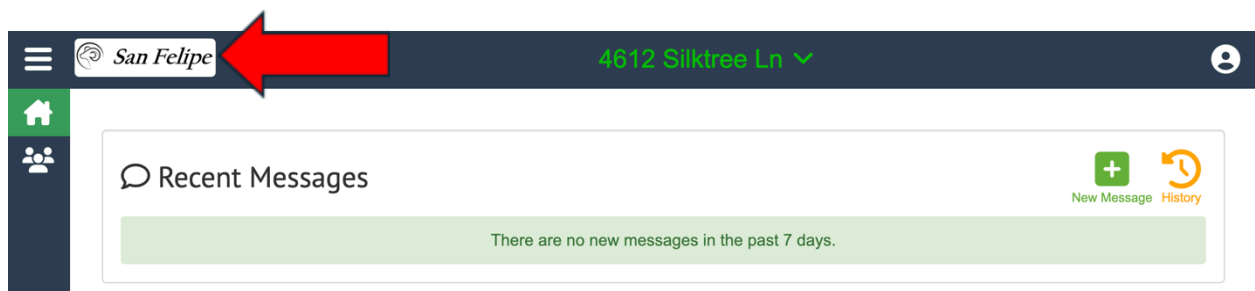 San Felipe
4612 Silktree Ln
Recent Messages
New Message
History
There are no new messages in the past 7 days.